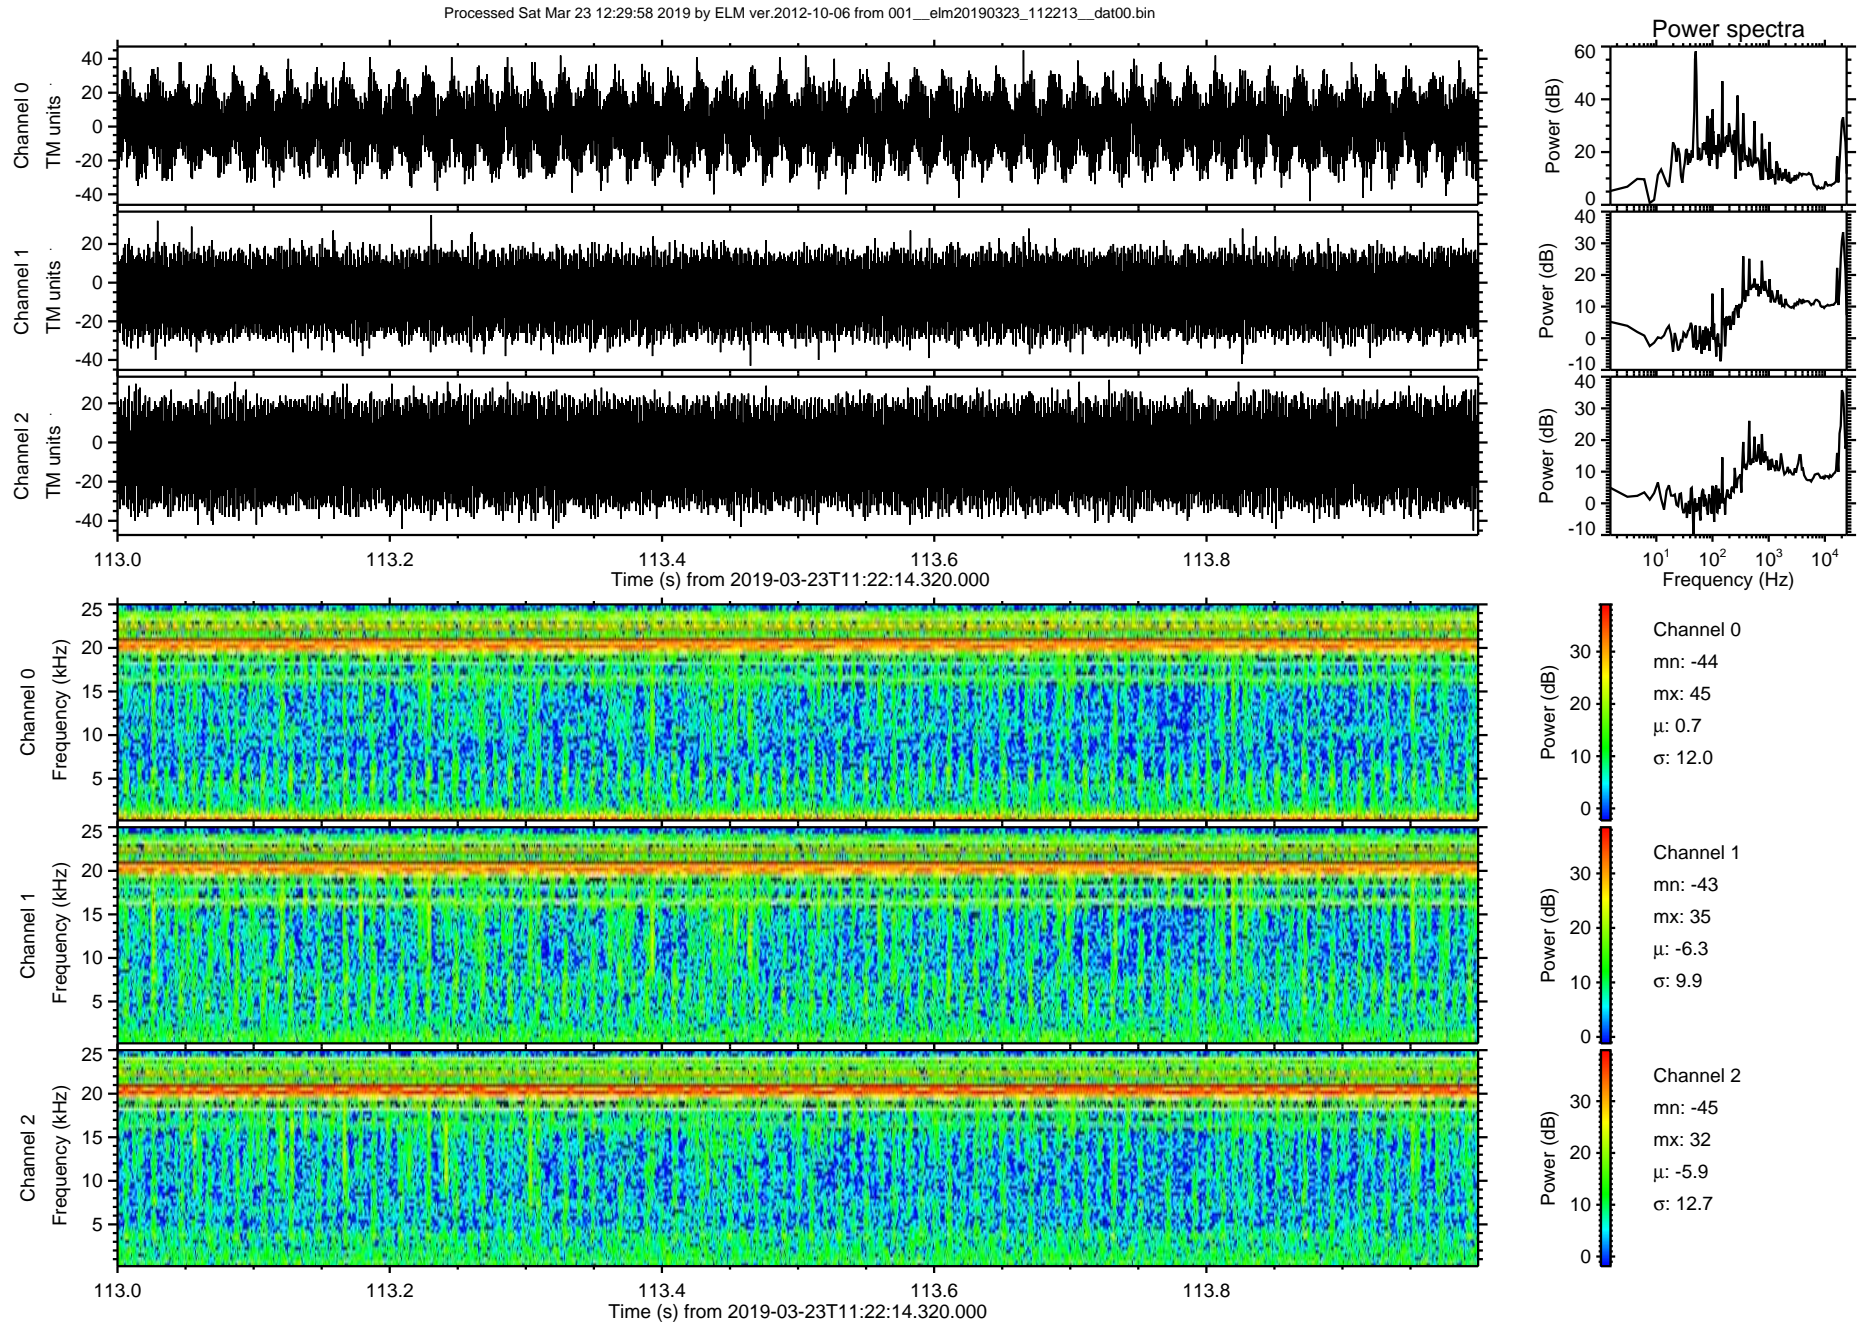 Processed Sat Mar 23 12:29:58 2019 by ELM ver.2012-10-06 from 001__elm20190323_112213__dat00.bin
Power spectra
Channel 0
TM units
40
20
0
-20
-40
Power (dB)
60
40
20
0
Channel 1
TM units
20
0
-20
-40
Power (dB)
40
30
20
10
0
-10
Channel 2
TM units
20
0
-20
-40
Power (dB)
40
30
20
10
0
-10
113.0 113.2 113.4 113.6 113.8
Time (s) from 2019-03-23T11:22:14.320.000
10^1 10^2 10^3 10^4
Frequency (Hz)
Channel 0
Frequency (kHz)
25
20
15
10
5
Power (dB)
30
20
10
0
Channel 0
mn: -44
mx: 45
μ: 0.7
σ: 12.0
Channel 1
Frequency (kHz)
25
20
15
10
5
Power (dB)
30
20
10
0
Channel 1
mn: -43
mx: 35
μ: -6.3
σ: 9.9
Channel 2
Frequency (kHz)
25
20
15
10
5
Power (dB)
30
20
10
0
Channel 2
mn: -45
mx: 32
μ: -5.9
σ: 12.7
113.0 113.2 113.4 113.6 113.8
Time (s) from 2019-03-23T11:22:14.320.000